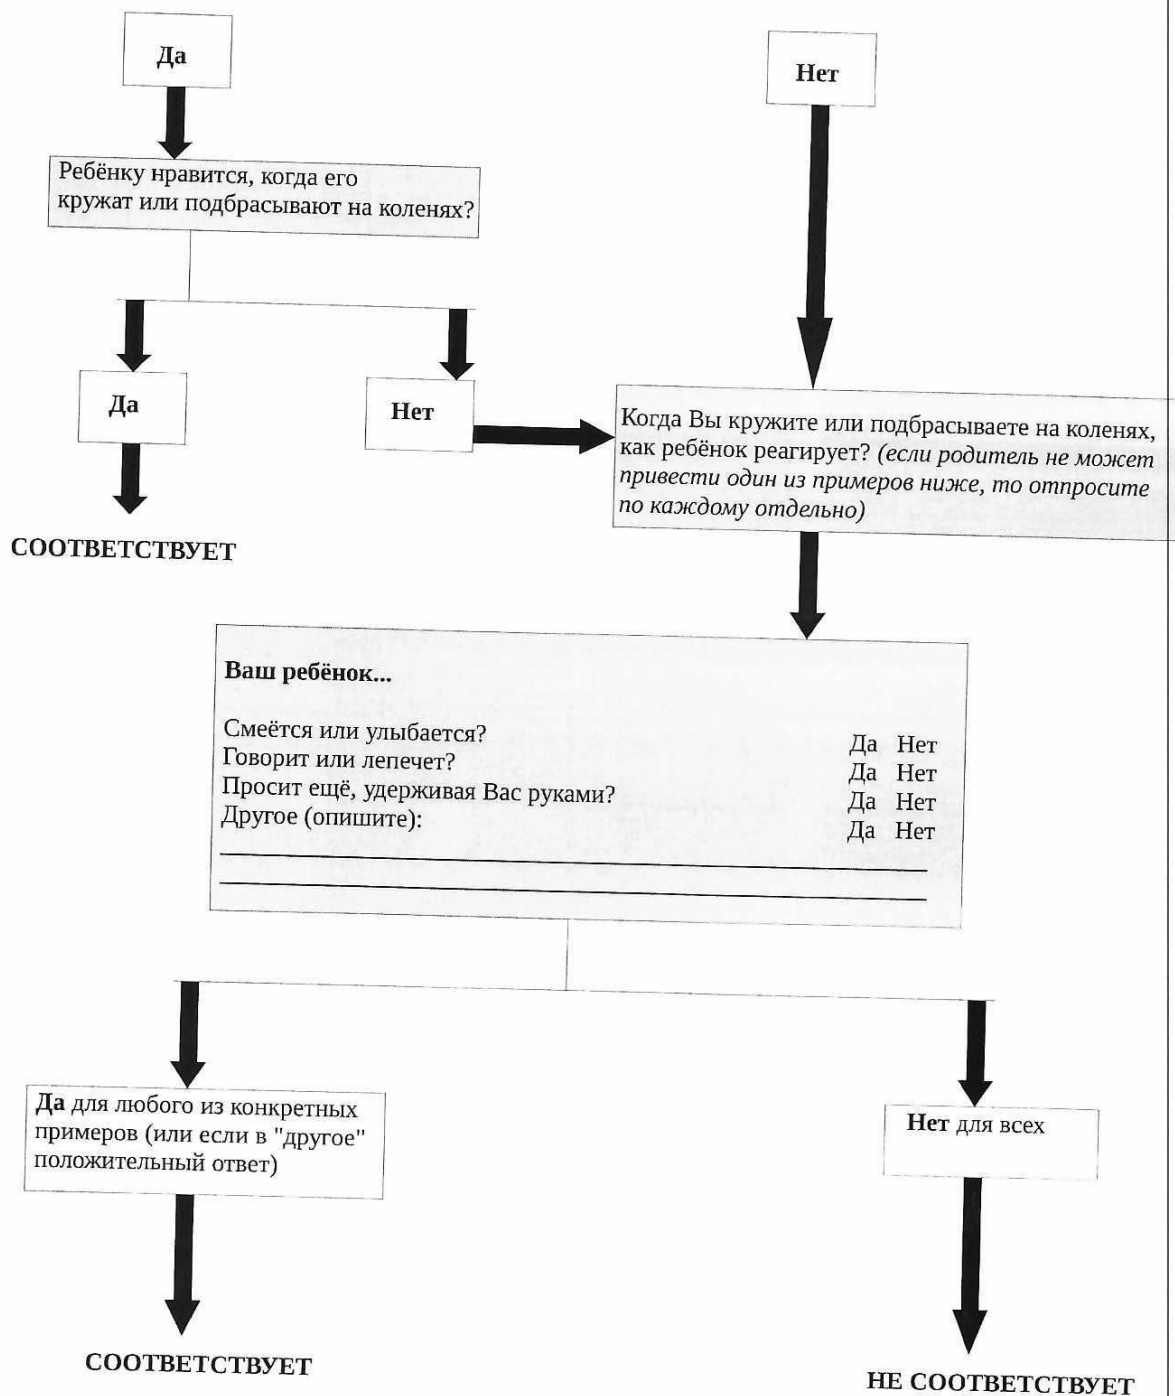 Да
Нет
Ребёнку нравится, когда его
кружат или подбрасывают на коленях?
Да
Нет
Когда Вы кружите или подбрасываете на коленях,
как ребёнок реагирует? (если родитель не может
привести один из примеров ниже, то отпросите
по каждому отдельно)
СООТВЕТСТВУЕТ
Ваш ребёнок...
Смеётся или улыбается? Да Нет
Говорит или лепечет? Да Нет
Просит ещё, удерживая Вас руками? Да Нет
Другое (опишите): Да Нет
Да для любого из конкретных
примеров (или если в "другое"
положительный ответ)
Нет для всех
СООТВЕТСТВУЕТ
НЕ СООТВЕТСТВУЕТ